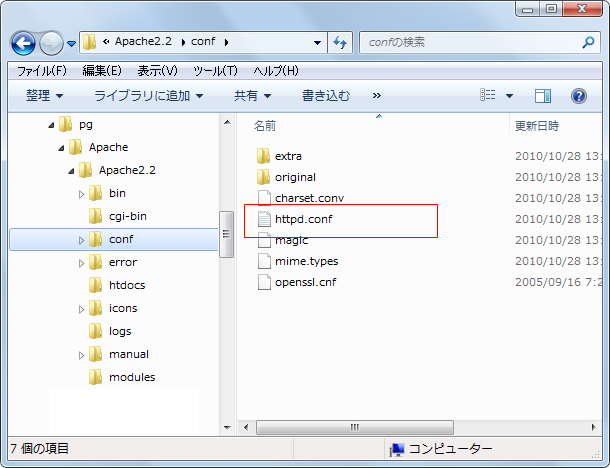 « Apache2.2 conf
confの検索
ファイル(F) 編集(E) 表示(V) ツール(T) ヘルプ(H)
整理 ライブラリに追加 共有 書き込む »
pg
Apache
Apache2.2
bin
cgi-bin
conf
error
htdocs
icons
logs
manual
modules
名前 更新日時
extra 2010/10/28 13:
original 2010/10/28 13:
charset.conv 2010/10/28 13:
httpd.conf 2010/10/28 13:
magic 2010/10/28 13:
mime.types 2010/10/28 13:
openssl.cnf 2005/09/16 7:2
7 個の項目 コンピューター